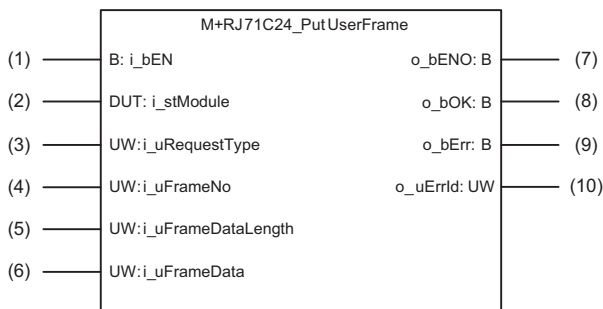 M+RJ71C24_PutUserFrame
(1) B: i_bEN o_bENO: B (7)
(2) DUT: i_stModule o_bOK: B (8)
(3) UW:i_uRequestType o_bErr: B (9)
(4) UW:i_uFrameNo o_uErrId: UW (10)
(5) UW:i_uFrameDataLength
(6) UW:i_uFrameData